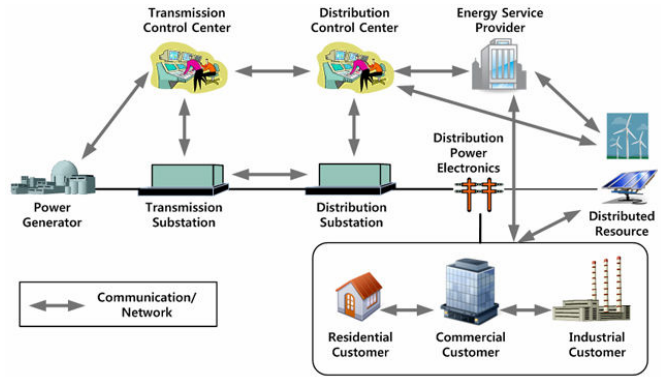 Transmission
Control Center
Distribution
Control Center
Energy Service
Provider
Distribution
Power
Electronics
Power
Generator
Transmission
Substation
Distribution
Substation
Distributed
Resource
Communication/
Network
Residential
Customer
Commercial
Customer
Industrial
Customer